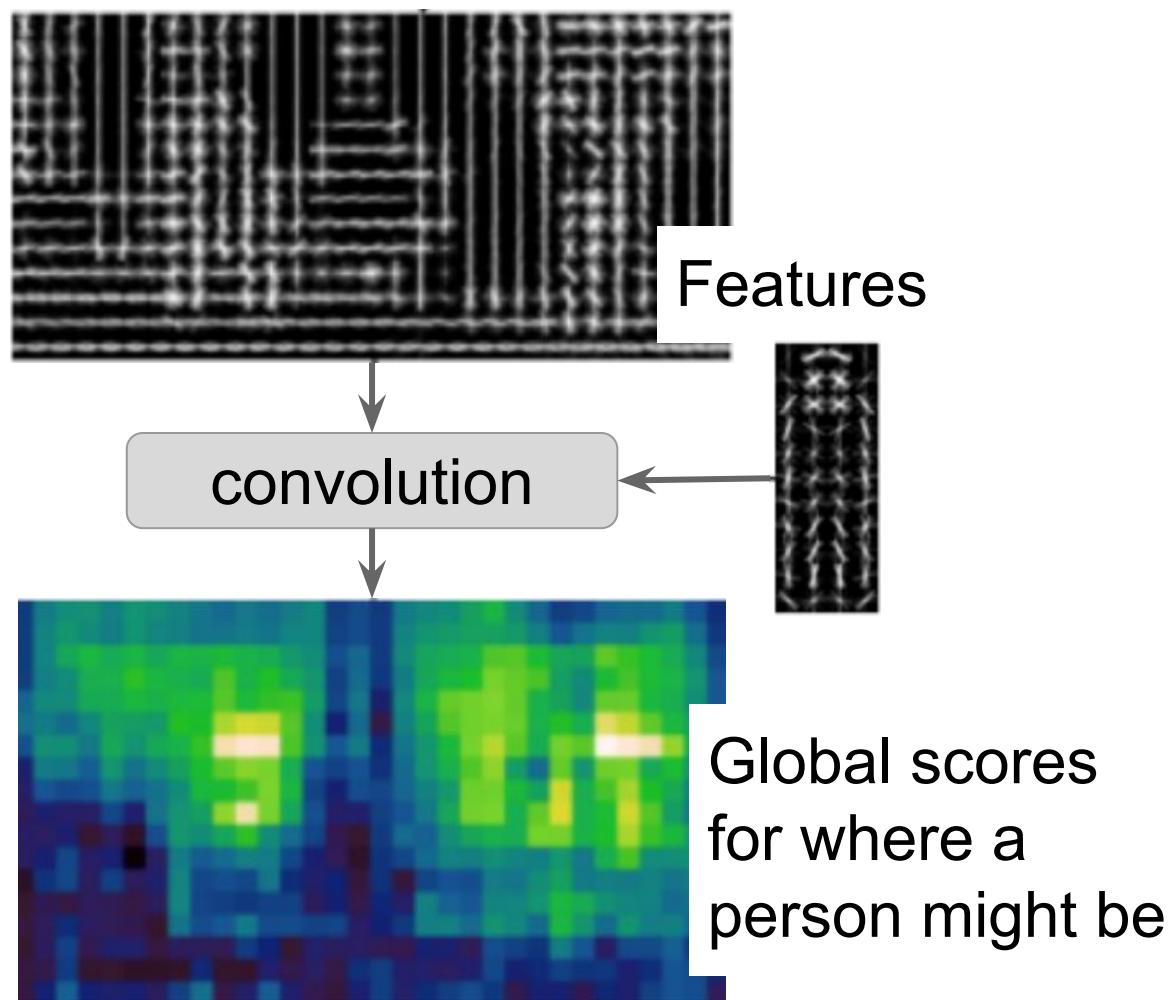 Features
convolution
Global scores
for where a
person might be